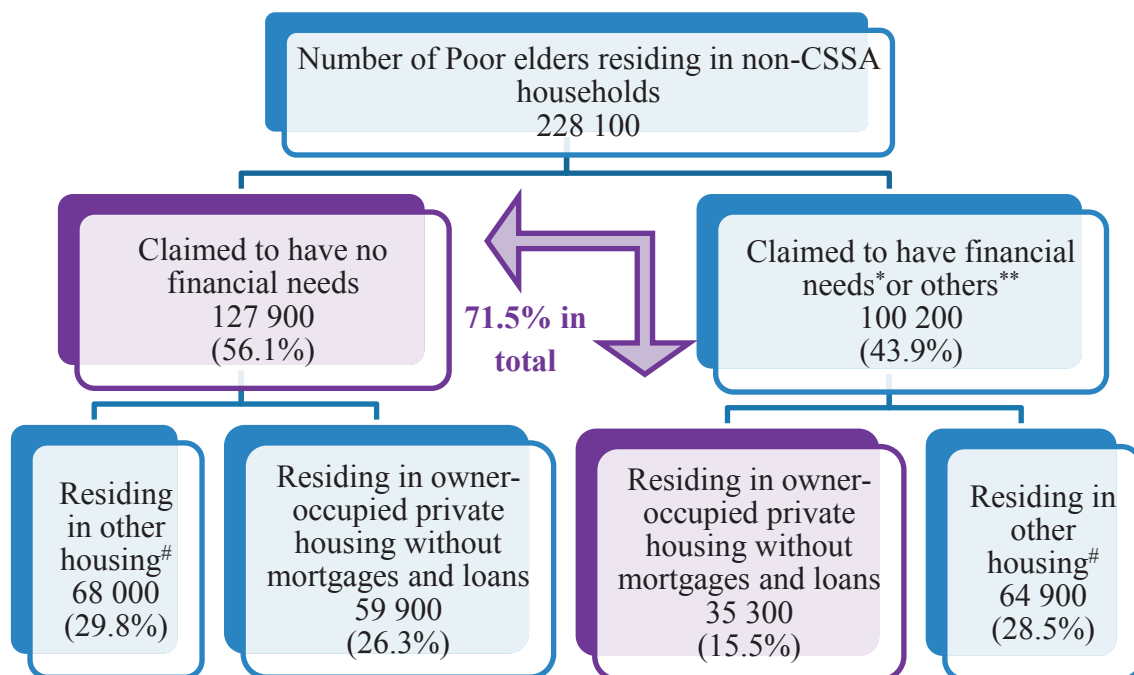 Number of Poor elders residing in non-CSSA
households
228 100
Claimed to have no
financial needs
127 900
(56.1%)
71.5% in
total
Claimed to have financial
needs*or others**
100 200
(43.9%)
Residing
in other
housing#
68 000
(29.8%)
Residing in owner-
occupied private
housing without
mortgages and loans
59 900
(26.3%)
Residing in owner-
occupied private
housing without
mortgages and loans
35 300
(15.5%)
Residing in
other
housing#
64 900
(28.5%)